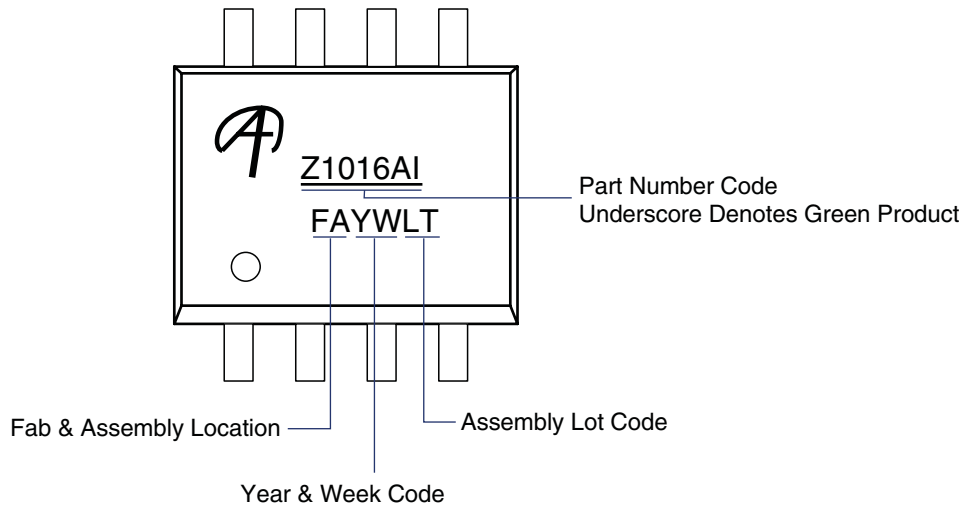 Z1016AI
Part Number Code
Underscore Denotes Green Product
FAYWLT
Fab & Assembly Location
Assembly Lot Code
Year & Week Code